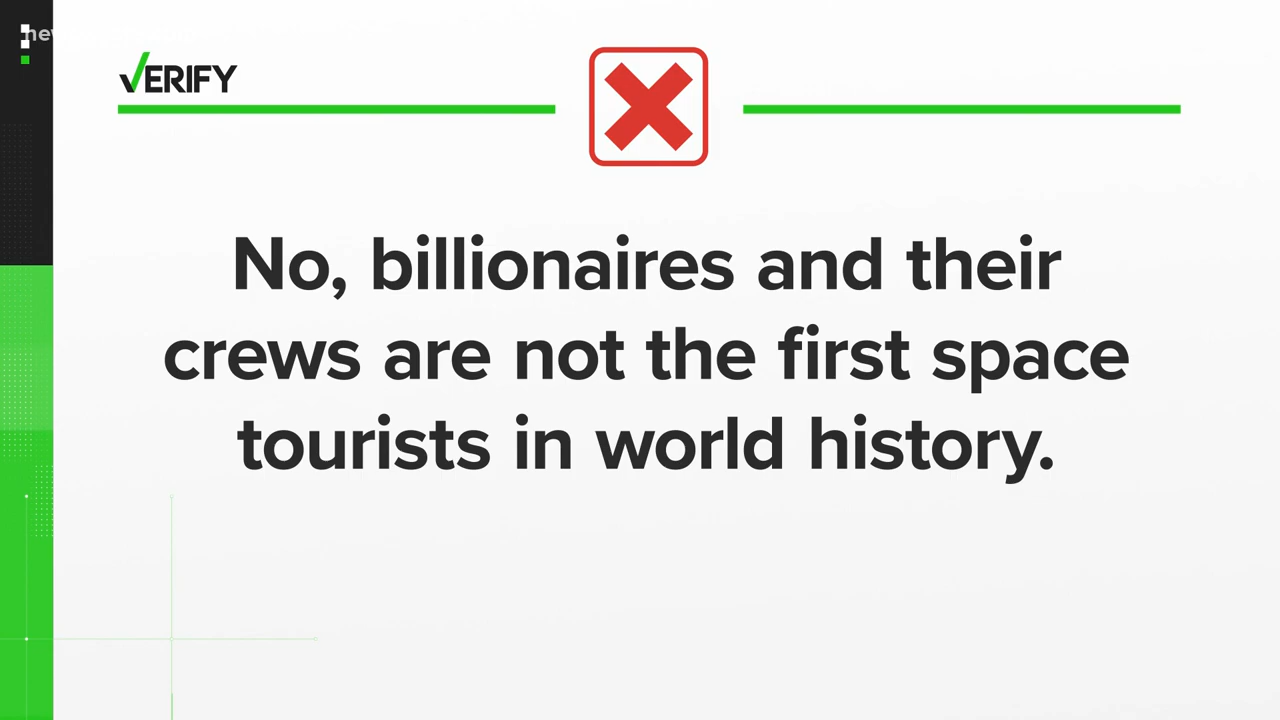 VERIFY
No, billionaires and their
crews are not the first space
tourists in world history.